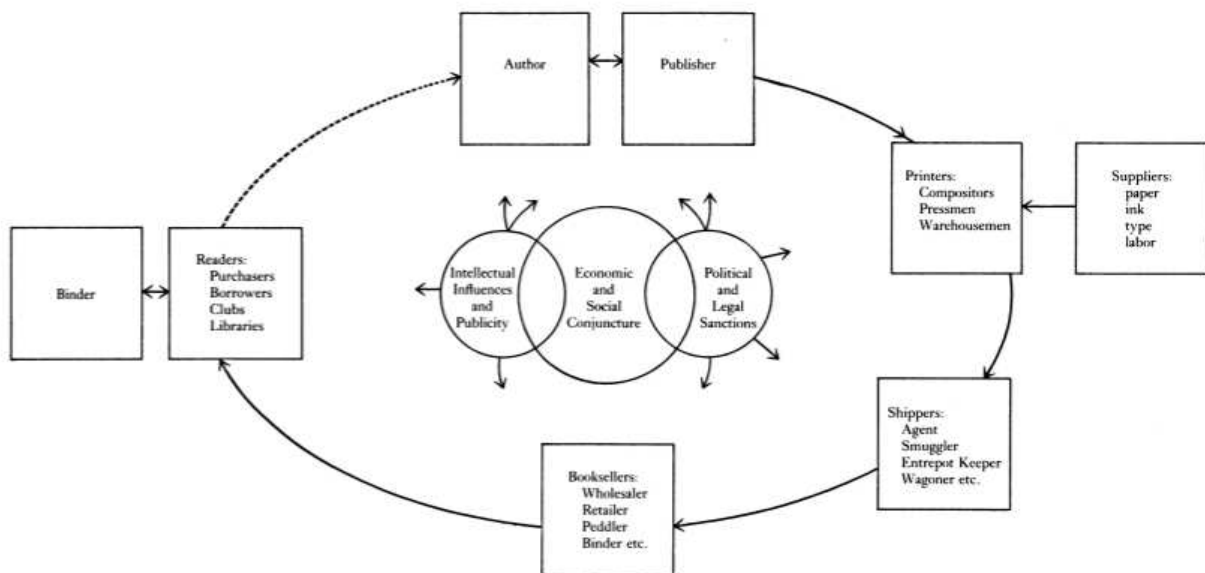 Author
Publisher
Printers:
Compositors
Pressmen
Warehousemen
Suppliers:
paper
ink
type
labor
Binder
Readers:
Purchasers
Borrowers
Clubs
Libraries
Intellectual
Influences
and
Publicity
Economic
and
Social
Conjuncture
Political
and
Legal
Sanctions
Shippers:
Agent
Smuggler
Entrepot Keeper
Wagoner etc.
Booksellers:
Wholesaler
Retailer
Peddler
Binder etc.